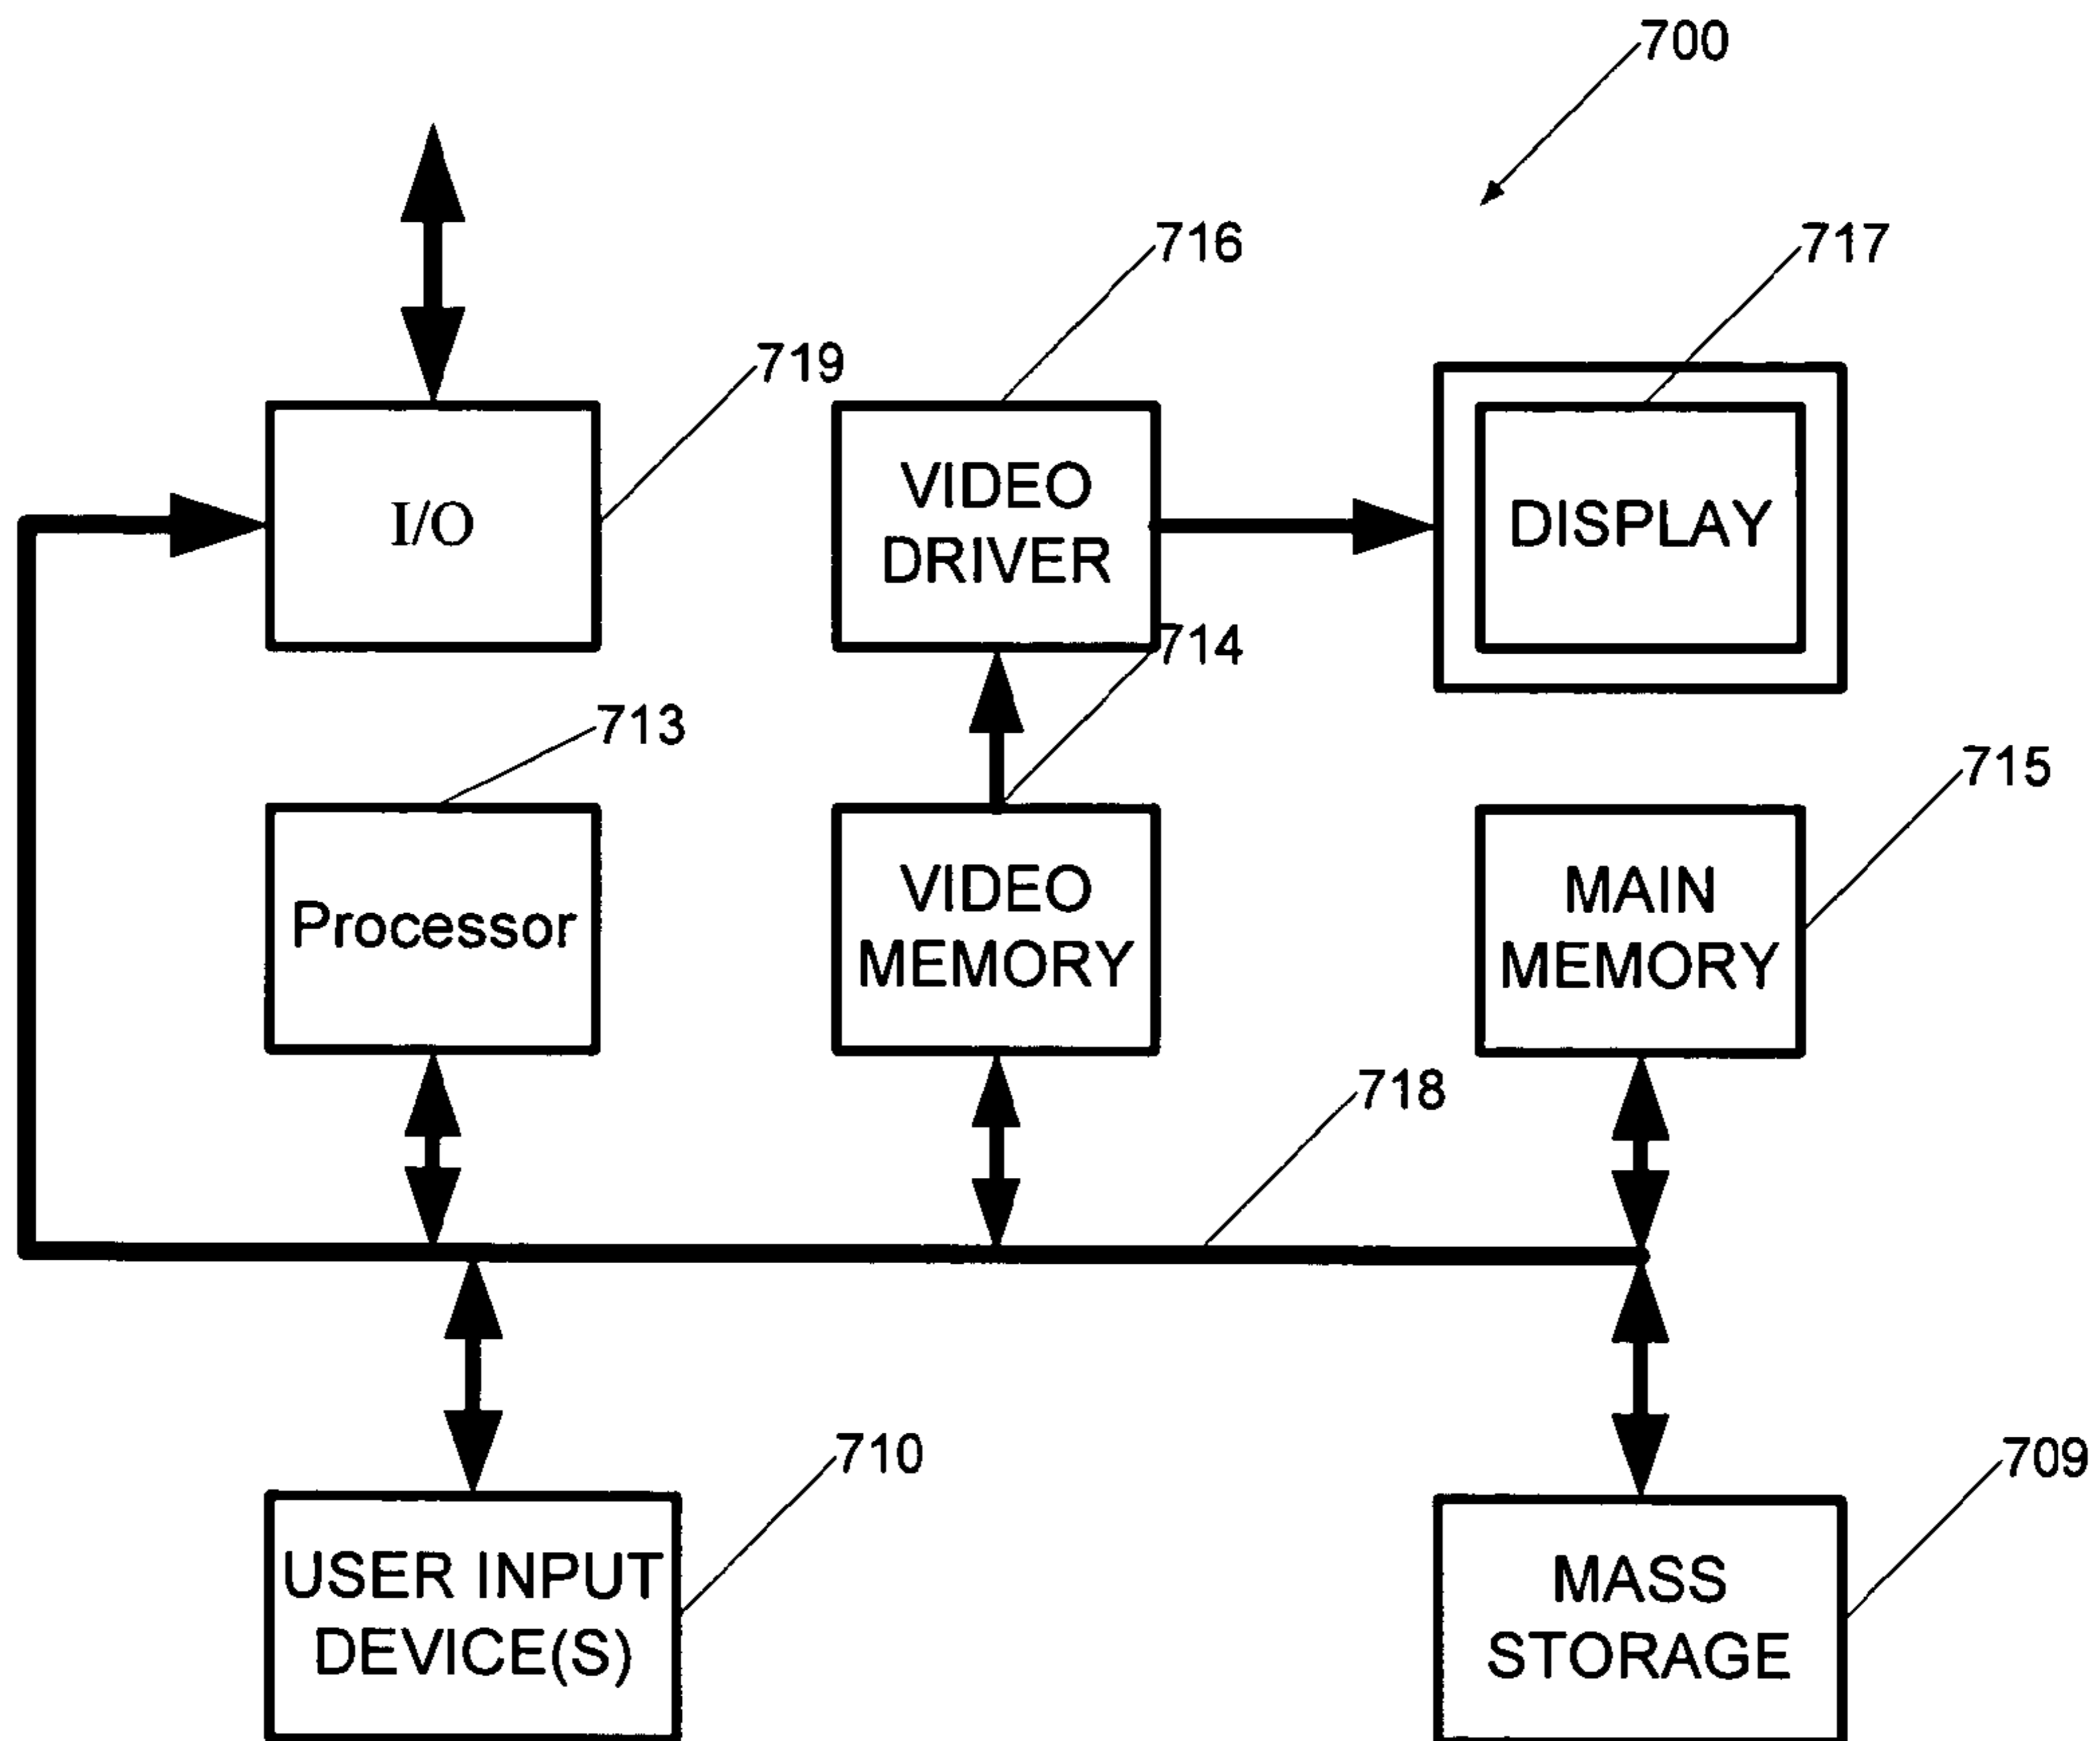 700
716
717
719
I/O
VIDEO
DRIVER
DISPLAY
714
713
715
Processor
VIDEO
MEMORY
MAIN
MEMORY
718
710
709
USER INPUT
DEVICE(S)
MASS
STORAGE